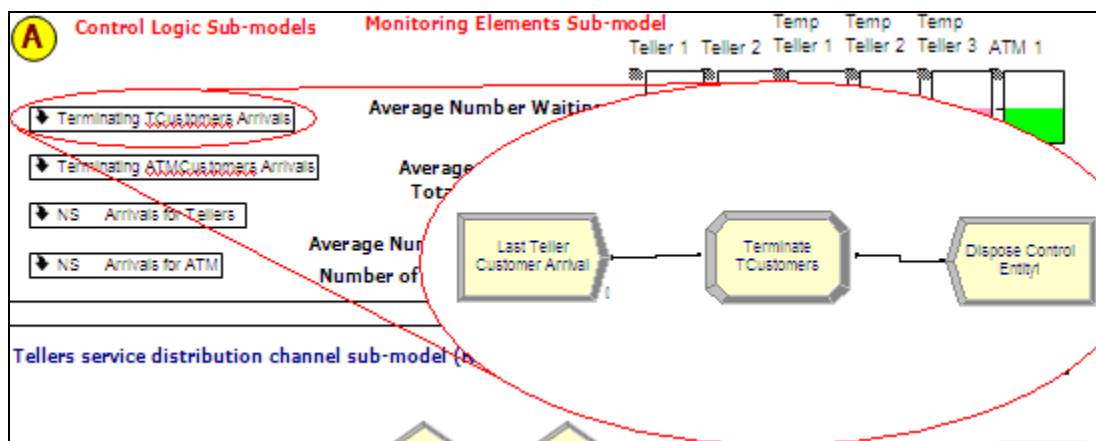 A
Control Logic Sub-models
Monitoring Elements Sub-model
Teller 1
Teller 2
Temp
Teller 1
Temp
Teller 2
Temp
Teller 3
ATM 1
Terminating TCustomers Arrivals
Terminating ATMCustomers Arrivals
NS Arrivals for Tellers
NS Arrivals for ATM
Average Number Waiting
Average
Average
Number of
Last Teller
Customer Arrival
0
Terminate
TCustomers
Dispose Control
Entity1
Tellers service distribution channel sub-model